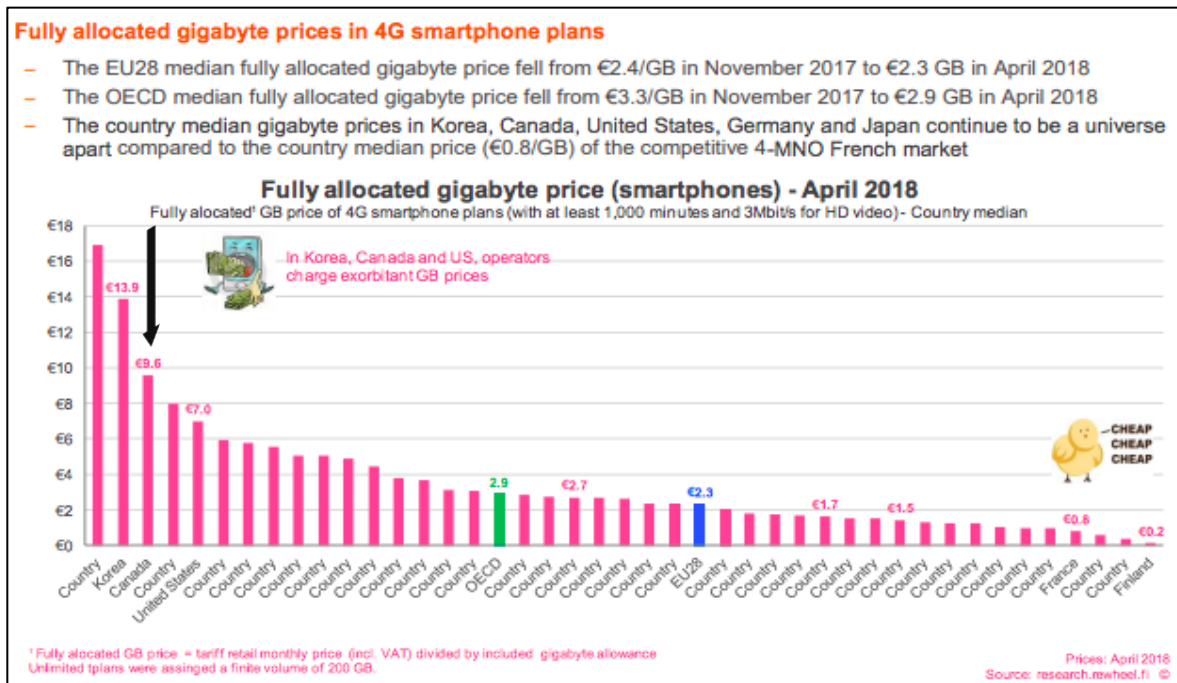 Fully allocated gigabyte prices in 4G smartphone plans
– The EU28 median fully allocated gigabyte price fell from €2.4/GB in November 2017 to €2.3 GB in April 2018
– The OECD median fully allocated gigabyte price fell from €3.3/GB in November 2017 to €2.9 GB in April 2018
– The country median gigabyte prices in Korea, Canada, United States, Germany and Japan continue to be a universe
apart compared to the country median price (€0.8/GB) of the competitive 4-MNO French market
Fully allocated gigabyte price (smartphones) - April 2018
Fully alocated¹ GB price of 4G smartphone plans (with at least 1,000 minutes and 3Mbit/s for HD video) - Country median
€18
€16
€14
€12
€10
€8
€6
€4
€2
€0
In Korea, Canada and US, operators
charge exorbitant GB prices
€13.9
€9.6
€7.0
2.9
€2.7
€2.3
€1.7
€1.5
€0.8
€0.2
CHEAP
CHEAP
CHEAP
Country
Korea
Canada
Country
United States
Country
Country
Country
Country
Country
Country
Country
Country
Country
Country
Country
OECD
Country
Country
Country
Country
Country
Country
Country
EU28
Country
Country
Country
Country
Country
Country
Country
Country
Country
Country
Country
Country
Country
Country
France
Country
Country
Finland
¹ Fully alocated GB price = tariff retail monthly price (incl. VAT) divided by included gigabyte allowance
Unlimited tplans were assinged a finite volume of 200 GB.
Prices: April 2018
Source: research.rewheel.fi ©